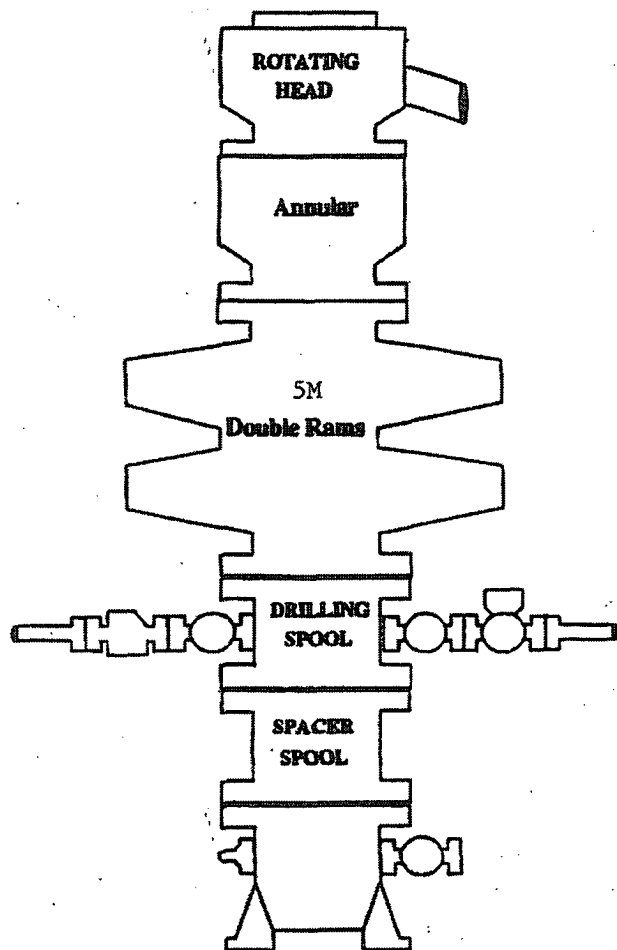 ROTATING
HEAD
Annular
5M
Double Rams
DRILLING
SPOOL
SPACER
SPOOL